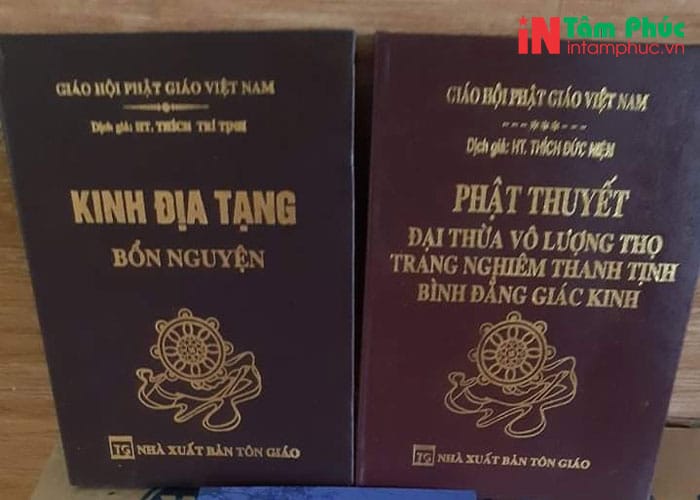 iN Tâm Phúc
intamphuc.vn
GIÁO HỘI PHẬT GIÁO VIỆT NAM
Dịch giả: HT. THÍCH TRÍ TỊNH
KINH ĐỊA TẠNG
BỔN NGUYỆN
TG NHÀ XUẤT BẢN TÔN GIÁO
GIÁO HỘI PHẬT GIÁO VIỆT NAM
Dịch giả: HT. THÍCH ĐỨC NIỆM
PHẬT THUYẾT
ĐẠI THỪA VÔ LƯỢNG THỌ
TRANG NGHIÊM THANH TỊNH
BÌNH ĐẲNG GIÁC KINH
TG NHÀ XUẤT BẢN TÔN GIÁO